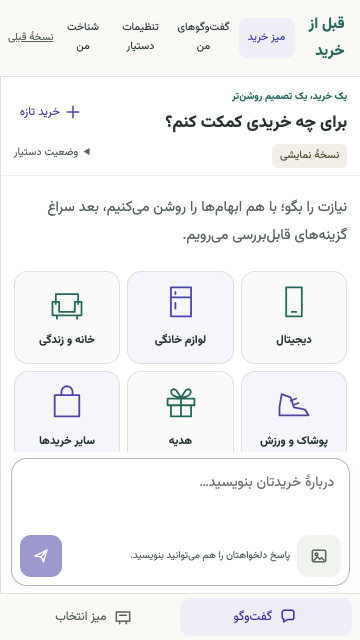 قبل از
خرید
میز خرید
گفت‌وگوهای
من
تنظیمات
دستیار
شناخت
من
نسخهٔ قبلی
یک خرید، یک تصمیم روشن‌تر
برای چه خریدی کمکت کنم؟
خرید تازه
نسخهٔ نمایشی
وضعیت دستیار
نیازت را بگو؛ با هم ابهام‌ها را روشن می‌کنیم، بعد سراغ
گزینه‌های قابل‌بررسی می‌رویم.
دیجیتال
لوازم خانگی
خانه و زندگی
پوشاک و ورزش
هدیه
سایر خریدها
دربارهٔ خریدتان بنویسید...
پاسخ دلخواهتان را هم می‌توانید بنویسید.
گفت‌وگو
میز انتخاب